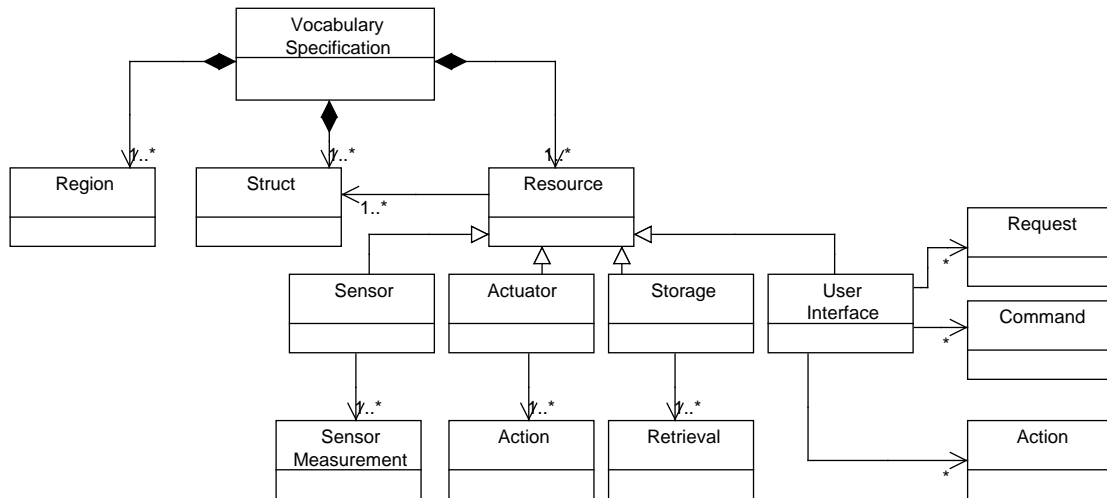 Vocabulary
Specification
1..*
1..*
1..*
Region
Struct
Resource
1..*
Request
*
Sensor
Actuator
Storage
User
Interface
Command
*
1..*
1..*
1..*
Sensor
Measurement
Action
Retrieval
Action
*